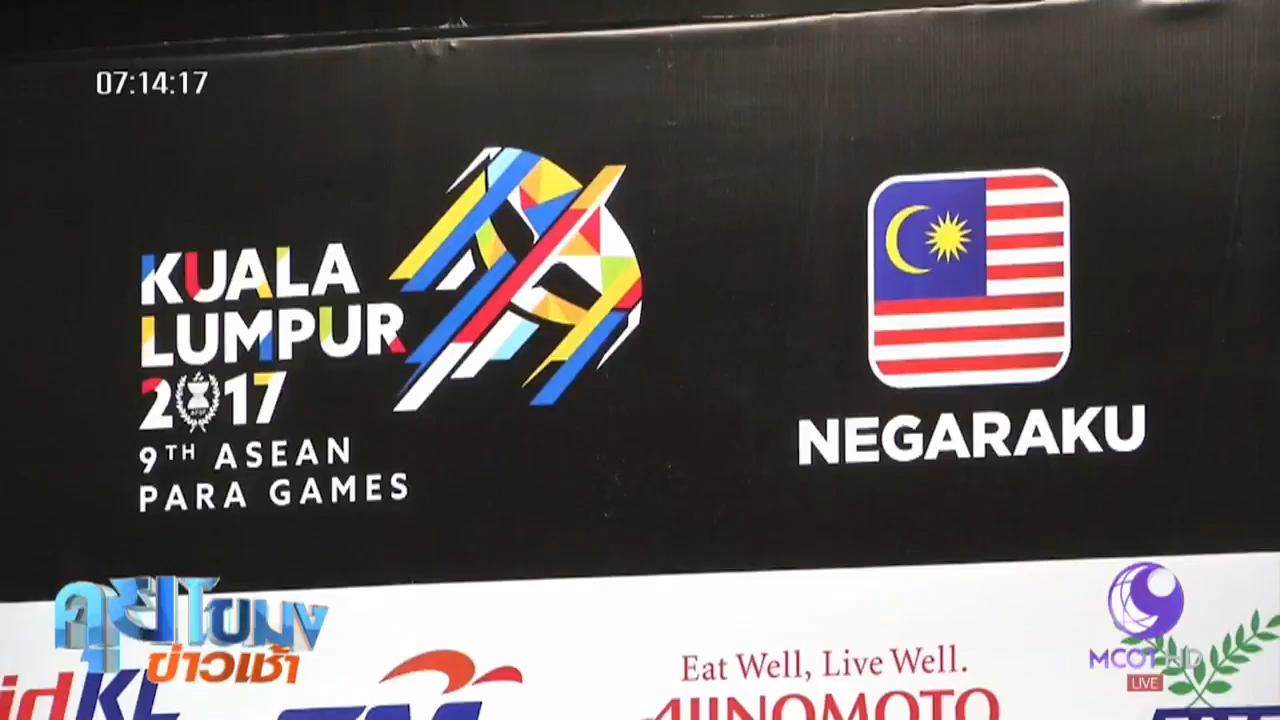 07:14:17
KUALA
LUMPUR
2017
9TH ASEAN
PARA GAMES
NEGARAKU
คุยโขมง
ข่าวเช้า
Eat Well, Live Well.
AJINOMOTO
MCOT HD
LIVE